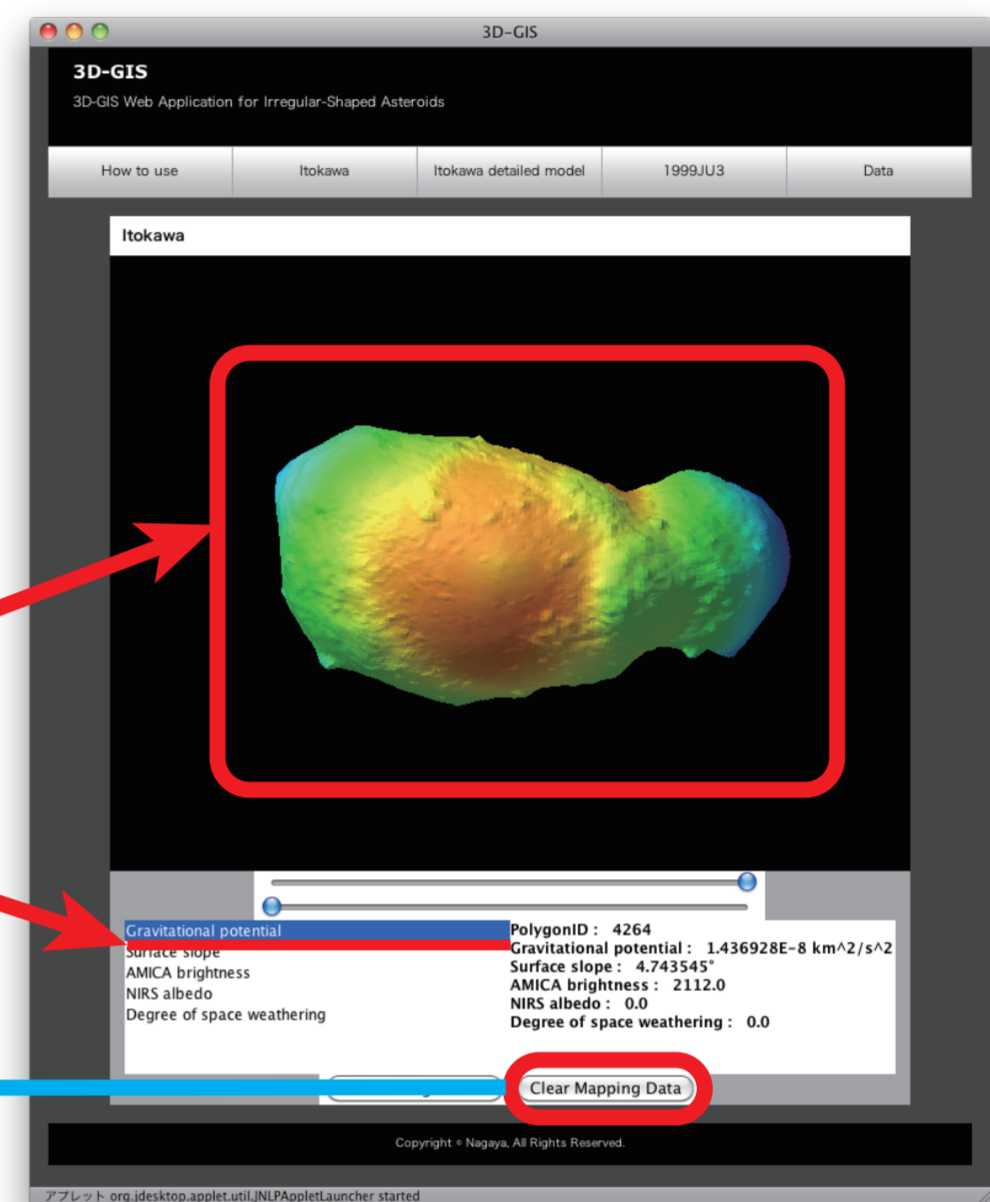 3D-GIS
3D-GIS
3D-GIS Web Application for Irregular-Shaped Asteroids
How to use
Itokawa
Itokawa detailed model
1999JU3
Data
Itokawa
Gravitational potential
Surface slope
AMICA brightness
NIRS albedo
Degree of space weathering
PolygonID : 4264
Gravitational potential : 1.436928E-8 km^2/s^2
Surface slope : 4.743545°
AMICA brightness : 2112.0
NIRS albedo : 0.0
Degree of space weathering : 0.0
Clear Mapping Data
Copyright © Nagaya, All Rights Reserved.
アプレット org.jdesktop.applet.util.JNLPAppletLauncher started